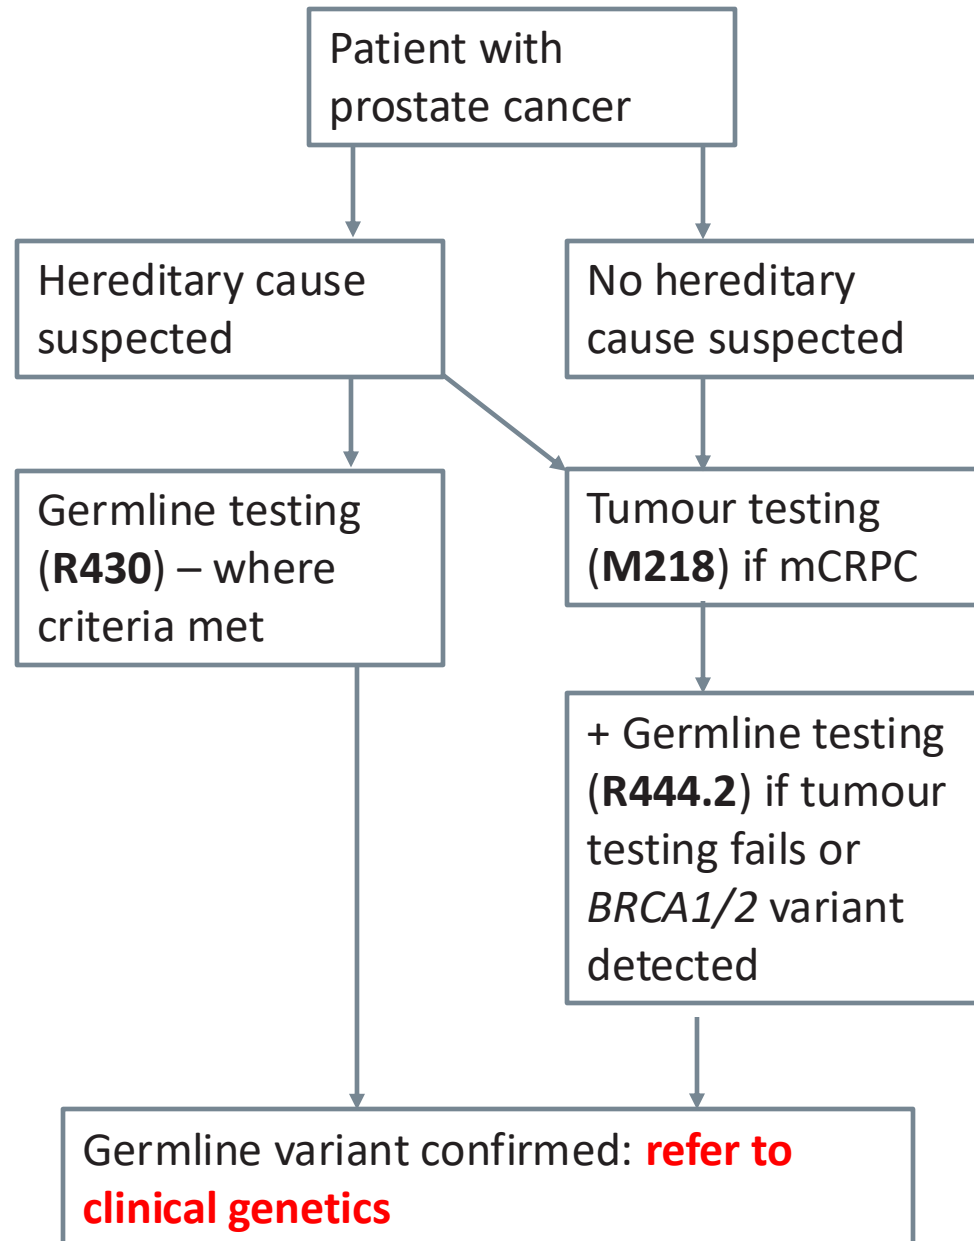 Patient with
prostate cancer
Hereditary cause
suspected
No hereditary
cause suspected
Germline testing
(R430) – where
criteria met
Tumour testing
(M218) if mCRPC
+ Germline testing
(R444.2) if tumour
testing fails or
BRCA1/2 variant
detected
Germline variant confirmed: refer to
clinical genetics